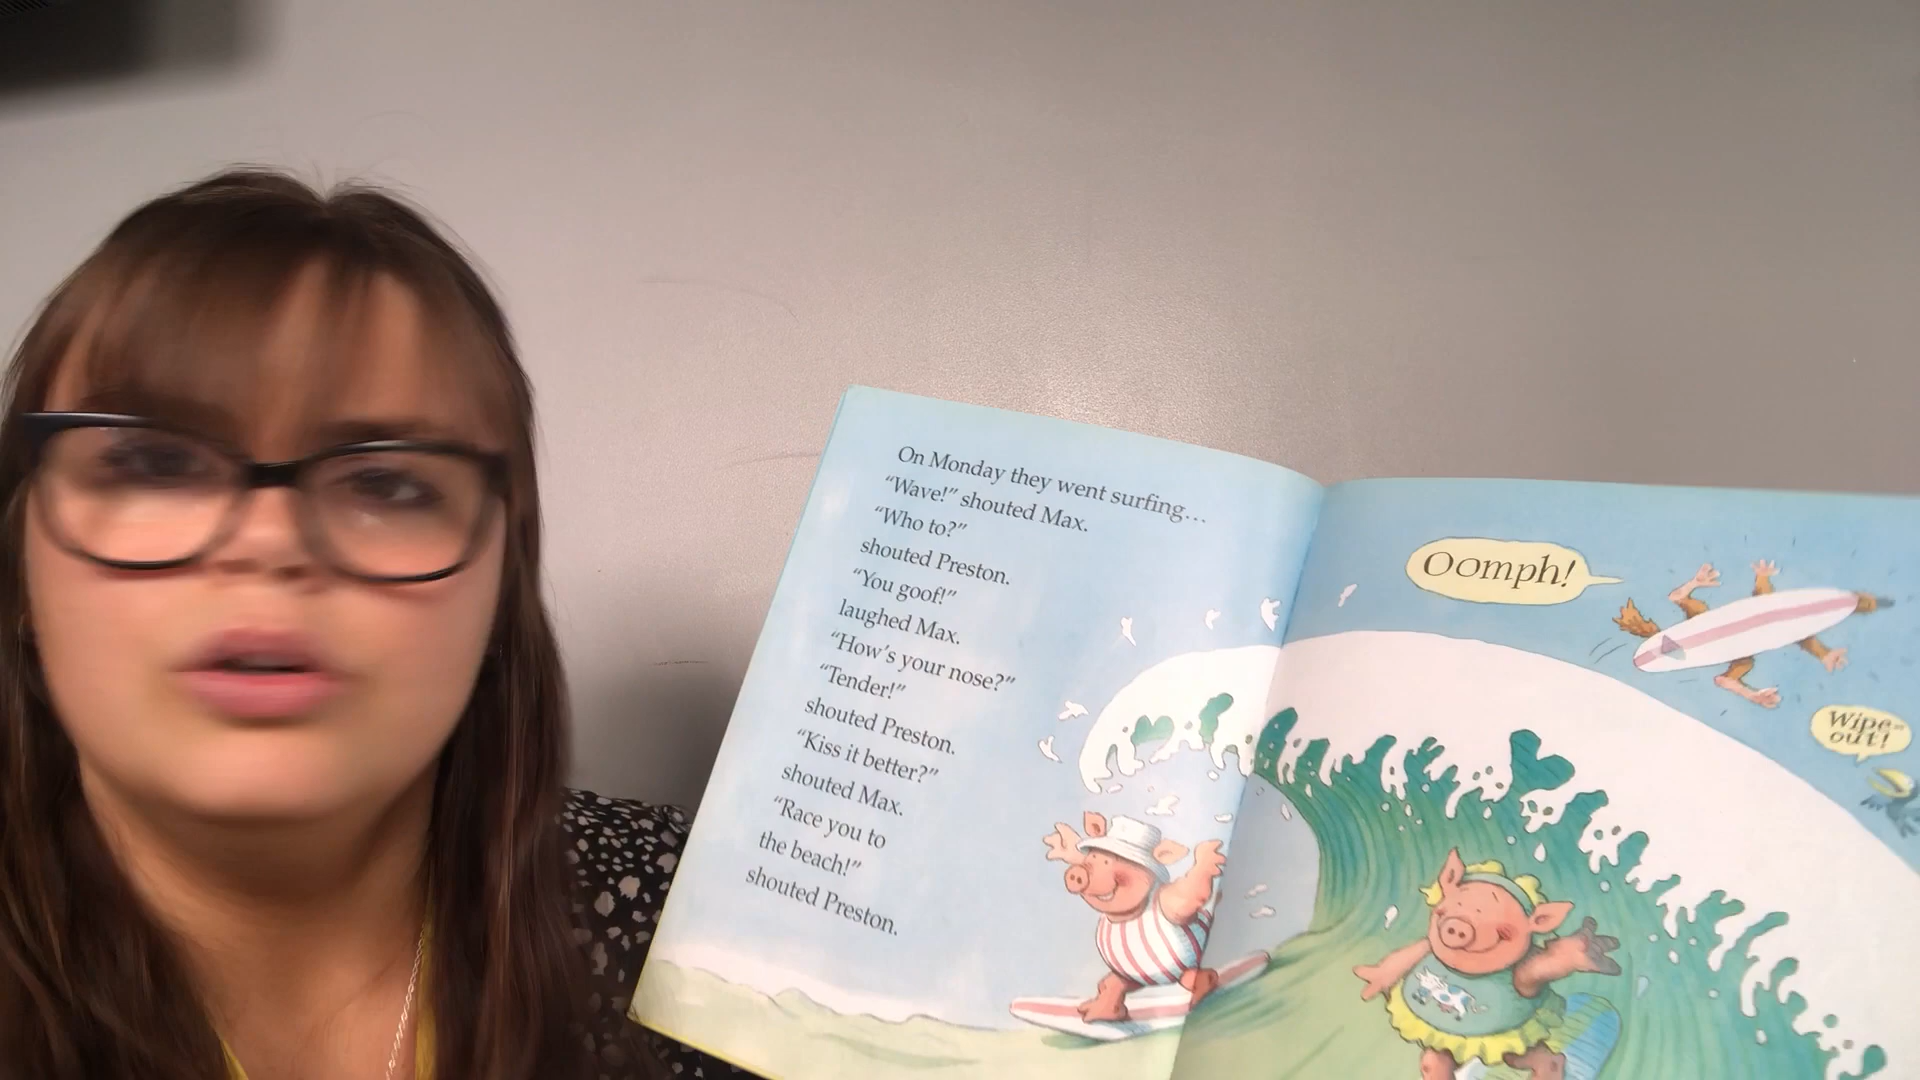 On Monday they went surfing...
"Wave!" shouted Max.
"Who to?"
shouted Preston.
"You goof!"
laughed Max.
"How's your nose?"
"Tender!"
shouted Preston.
"Kiss it better?"
shouted Max.
"Race you to
the beach!"
shouted Preston.
Oomph!
Wipe-
out!